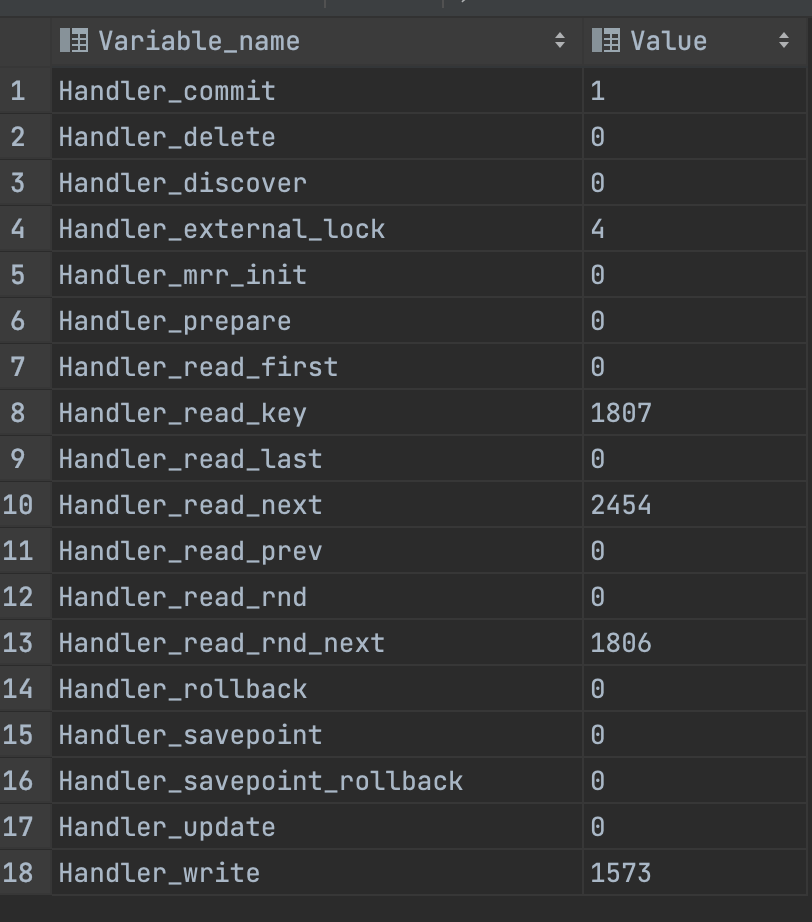 Variable_name Value
1 Handler_commit 1
2 Handler_delete 0
3 Handler_discover 0
4 Handler_external_lock 4
5 Handler_mrr_init 0
6 Handler_prepare 0
7 Handler_read_first 0
8 Handler_read_key 1807
9 Handler_read_last 0
10 Handler_read_next 2454
11 Handler_read_prev 0
12 Handler_read_rnd 0
13 Handler_read_rnd_next 1806
14 Handler_rollback 0
15 Handler_savepoint 0
16 Handler_savepoint_rollback 0
17 Handler_update 0
18 Handler_write 1573